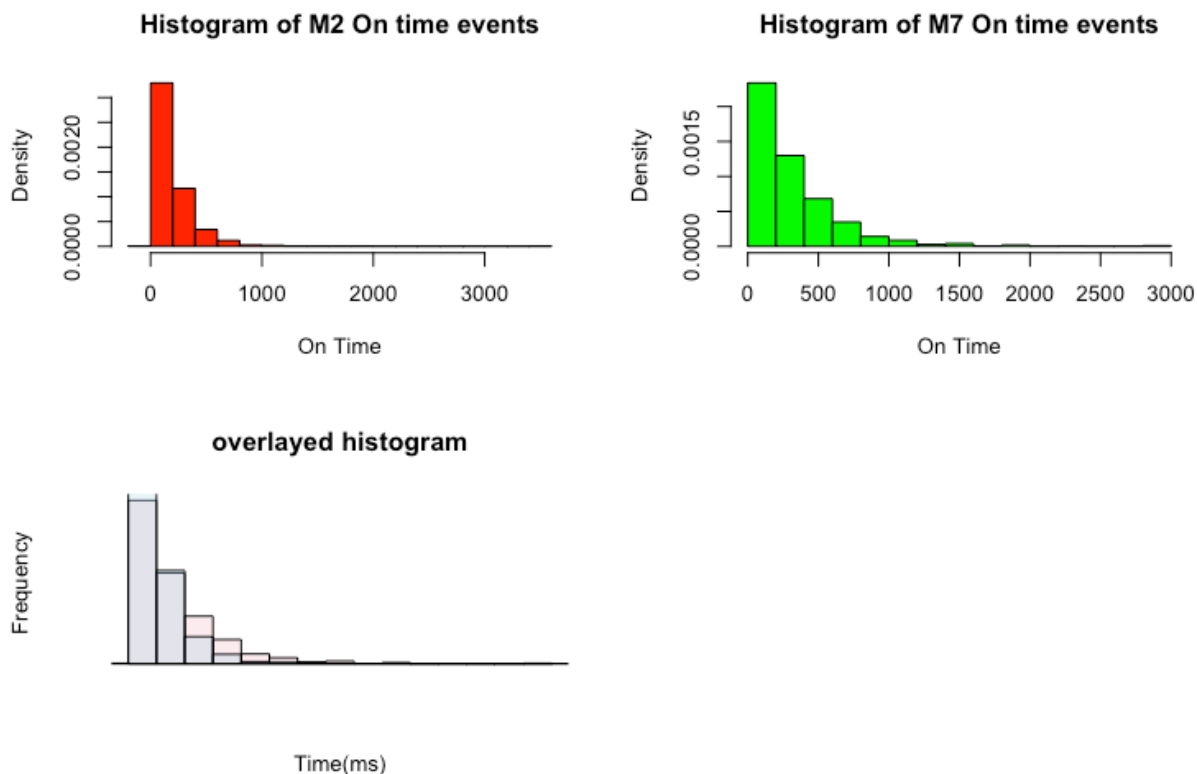 Histogram of M2 On time events
Density
0.0020
0.0000
0 1000 2000 3000
On Time
Histogram of M7 On time events
Density
0.0015
0.0000
0 500 1000 1500 2000 2500 3000
On Time
overlayed histogram
Frequency
Time(ms)